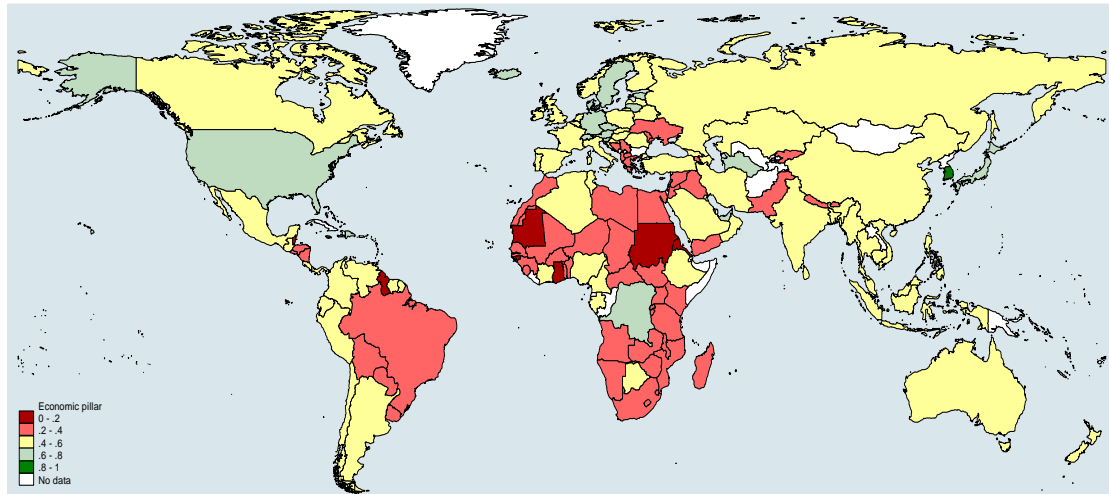 Economic pillar
0 - .2
.2 - .4
.4 - .6
.6 - .8
.8 - 1
No data